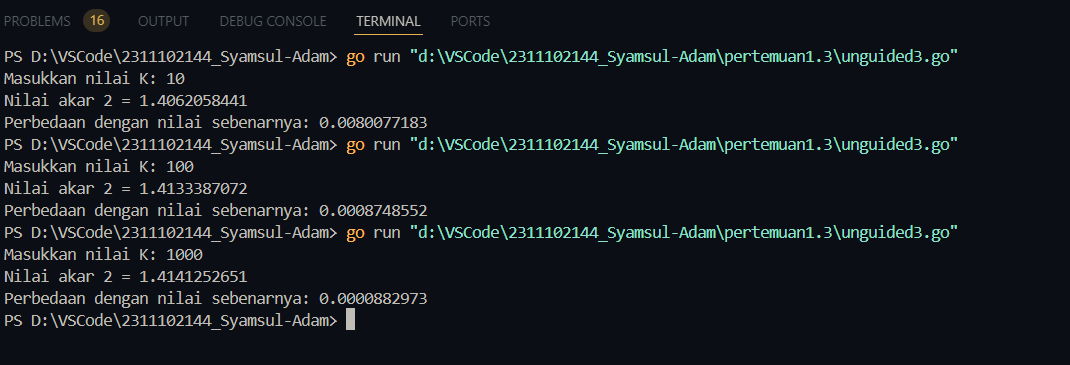 PROBLEMS 16 OUTPUT DEBUG CONSOLE TERMINAL PORTS
PS D:\VSCode\2311102144_Syamsul-Adam> go run "d:\VSCode\2311102144_Syamsul-Adam\pertemuan1.3\unguided3.go"
Masukkan nilai K: 10
Nilai akar 2 = 1.4062058441
Perbedaan dengan nilai sebenarnya: 0.0080077183
PS D:\VSCode\2311102144_Syamsul-Adam> go run "d:\VSCode\2311102144_Syamsul-Adam\pertemuan1.3\unguided3.go"
Masukkan nilai K: 100
Nilai akar 2 = 1.4133387072
Perbedaan dengan nilai sebenarnya: 0.0008748552
PS D:\VSCode\2311102144_Syamsul-Adam> go run "d:\VSCode\2311102144_Syamsul-Adam\pertemuan1.3\unguided3.go"
Masukkan nilai K: 1000
Nilai akar 2 = 1.4141252651
Perbedaan dengan nilai sebenarnya: 0.0000882973
PS D:\VSCode\2311102144_Syamsul-Adam>